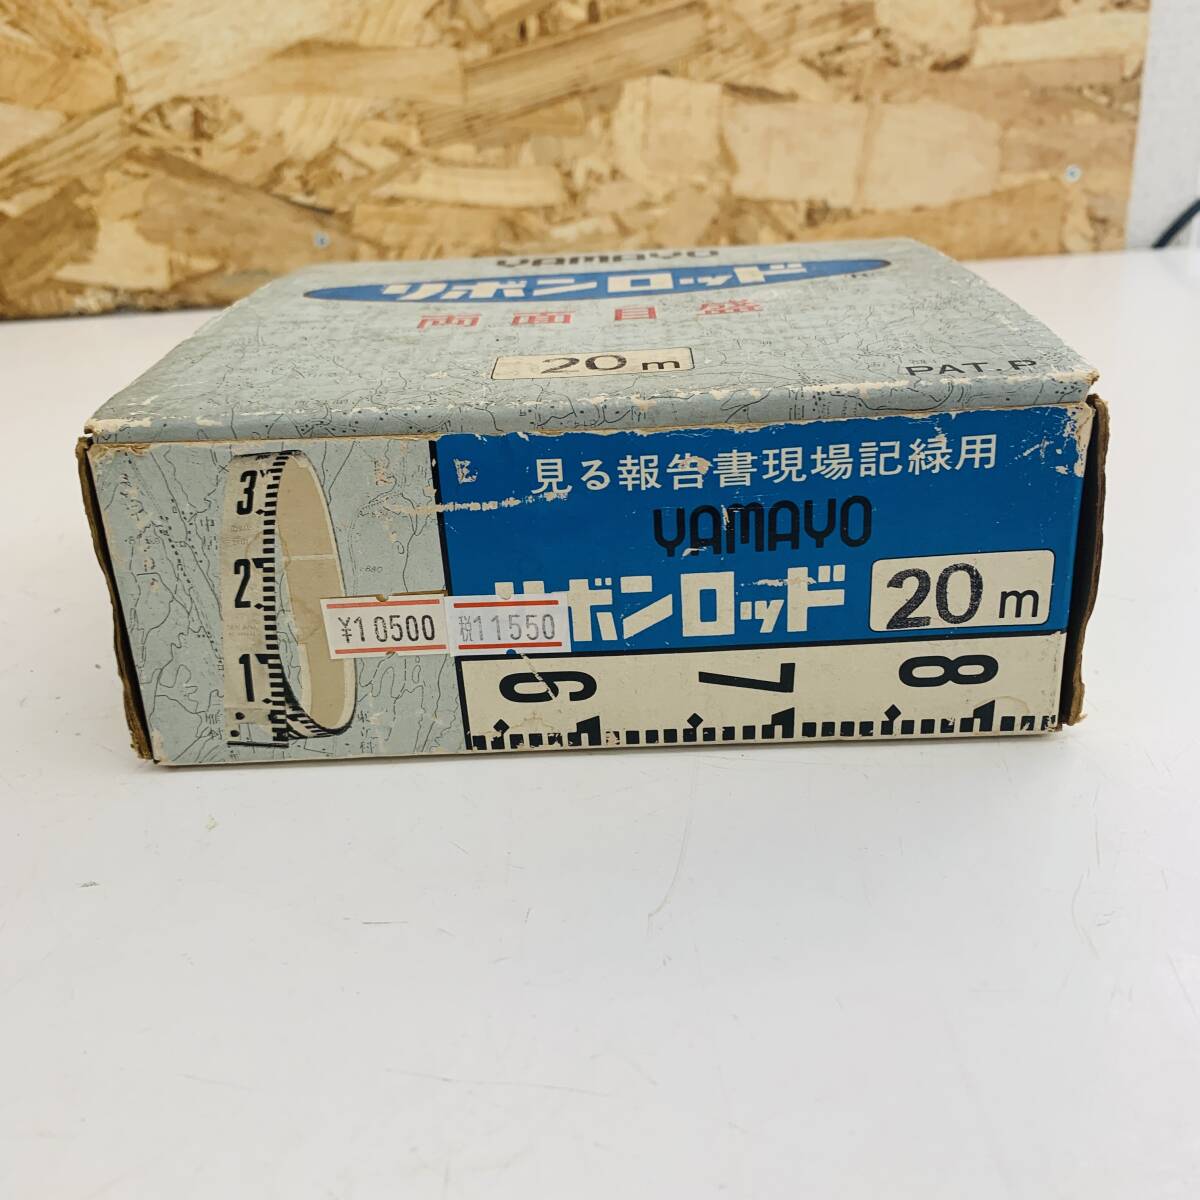 YAMAYO
リボンロッド
両面目盛
20m
PAT.P
見る報告書現場記録用
YAMAYO
リボンロッド
20m
3
2
1
¥10500
税11550
6 7 8